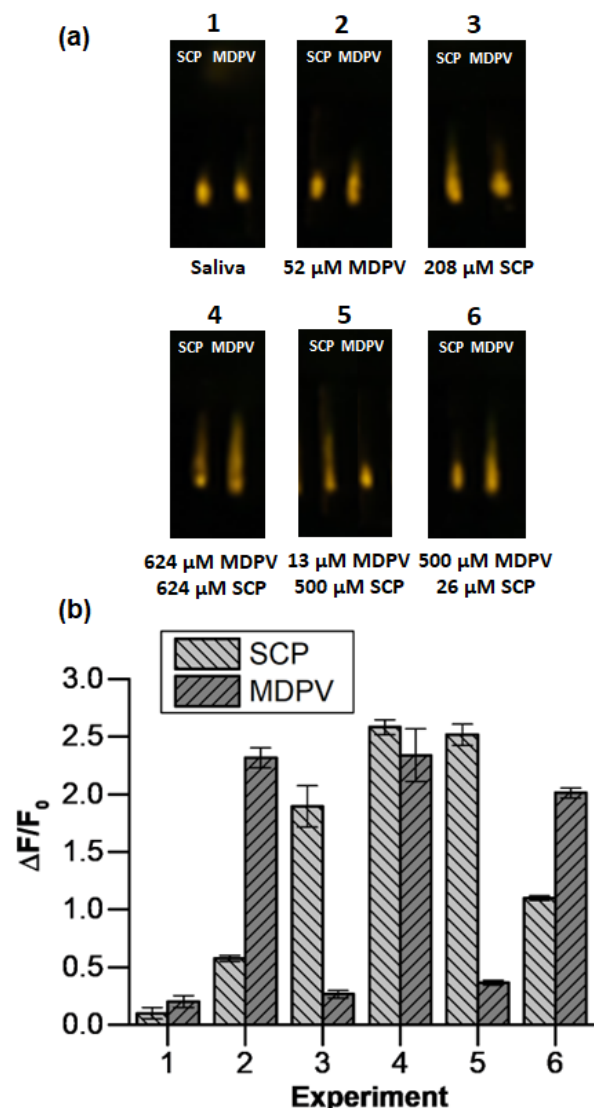 (a)
1 2 3
SCP MDPV SCP MDPV SCP MDPV
Saliva 52 µM MDPV 208 µM SCP
4 5 6
SCP MDPV SCP MDPV SCP MDPV
624 µM MDPV 13 µM MDPV 500 µM MDPV
624 µM SCP 500 µM SCP 26 µM SCP
(b)
SCP
MDPV
3.0
2.5
2.0
1.0
0.5
0.0
ΔF/F0
1 2 3 4 5 6
Experiment